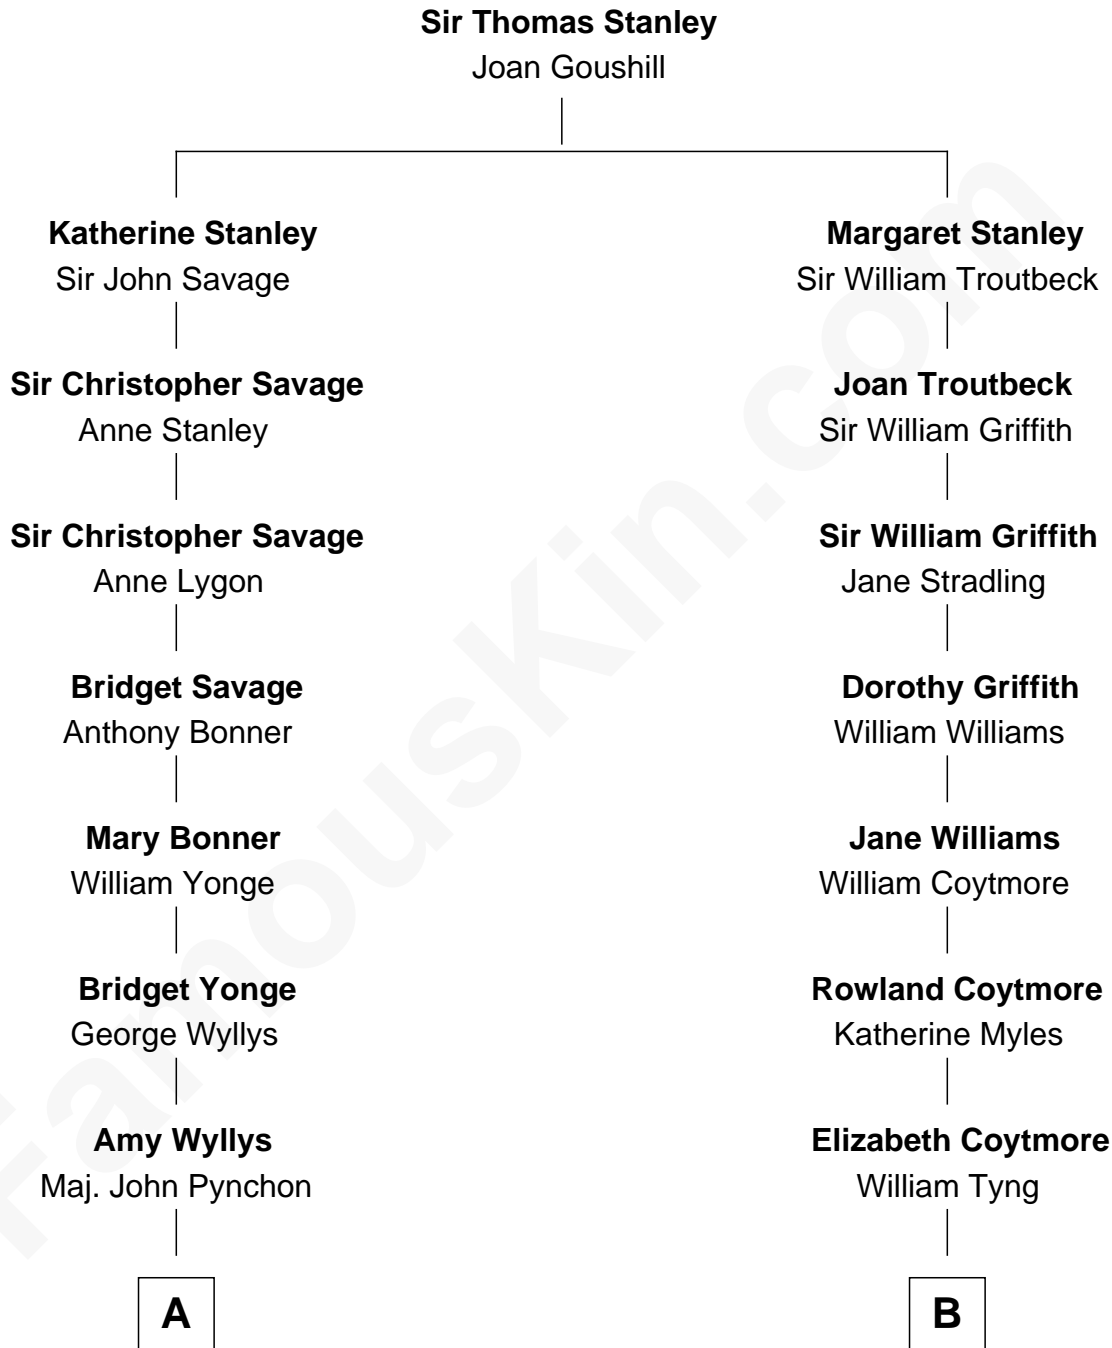 Sir Thomas Stanley
Joan Goushill
Katherine Stanley
Sir John Savage
Margaret Stanley
Sir William Troutbeck
Sir Christopher Savage
Anne Stanley
Joan Troutbeck
Sir William Griffith
Sir Christopher Savage
Anne Lygon
Sir William Griffith
Jane Stradling
Bridget Savage
Anthony Bonner
Dorothy Griffith
William Williams
Mary Bonner
William Yonge
Jane Williams
William Coytmore
Bridget Yonge
George Wyllys
Rowland Coytmore
Katherine Myles
Amy Wyllys
Maj. John Pynchon
Elizabeth Coytmore
William Tyng
A
B
FamousKin.com